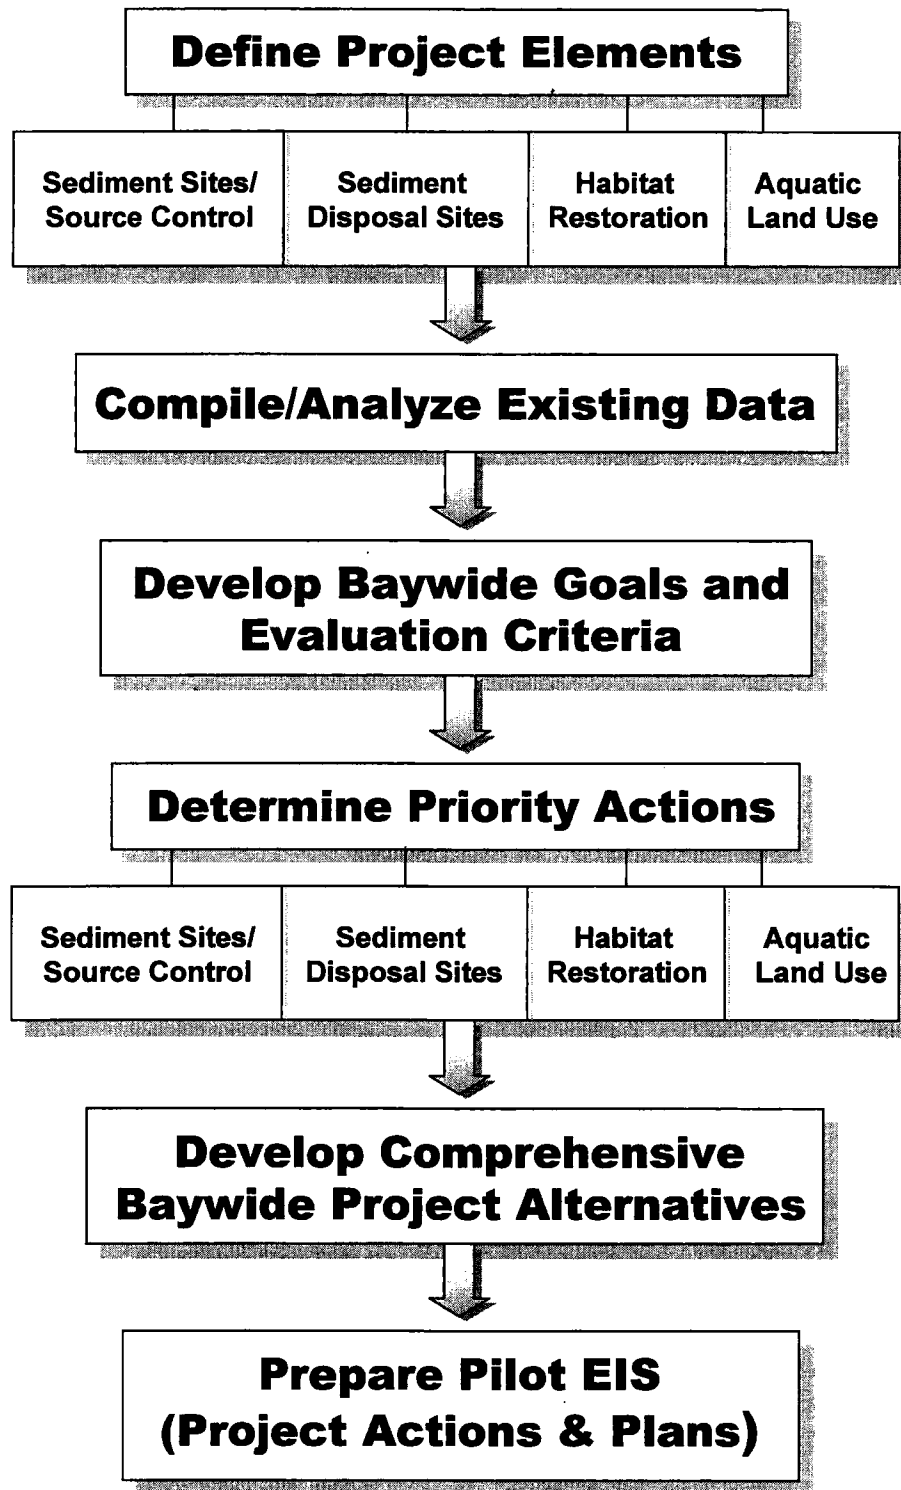 Define Project Elements
Sediment Sites/
Source Control
Sediment
Disposal Sites
Habitat
Restoration
Aquatic
Land Use
Compile/Analyze Existing Data
Develop Baywide Goals and
Evaluation Criteria
Determine Priority Actions
Sediment Sites/
Source Control
Sediment
Disposal Sites
Habitat
Restoration
Aquatic
Land Use
Develop Comprehensive
Baywide Project Alternatives
Prepare Pilot EIS
(Project Actions & Plans)